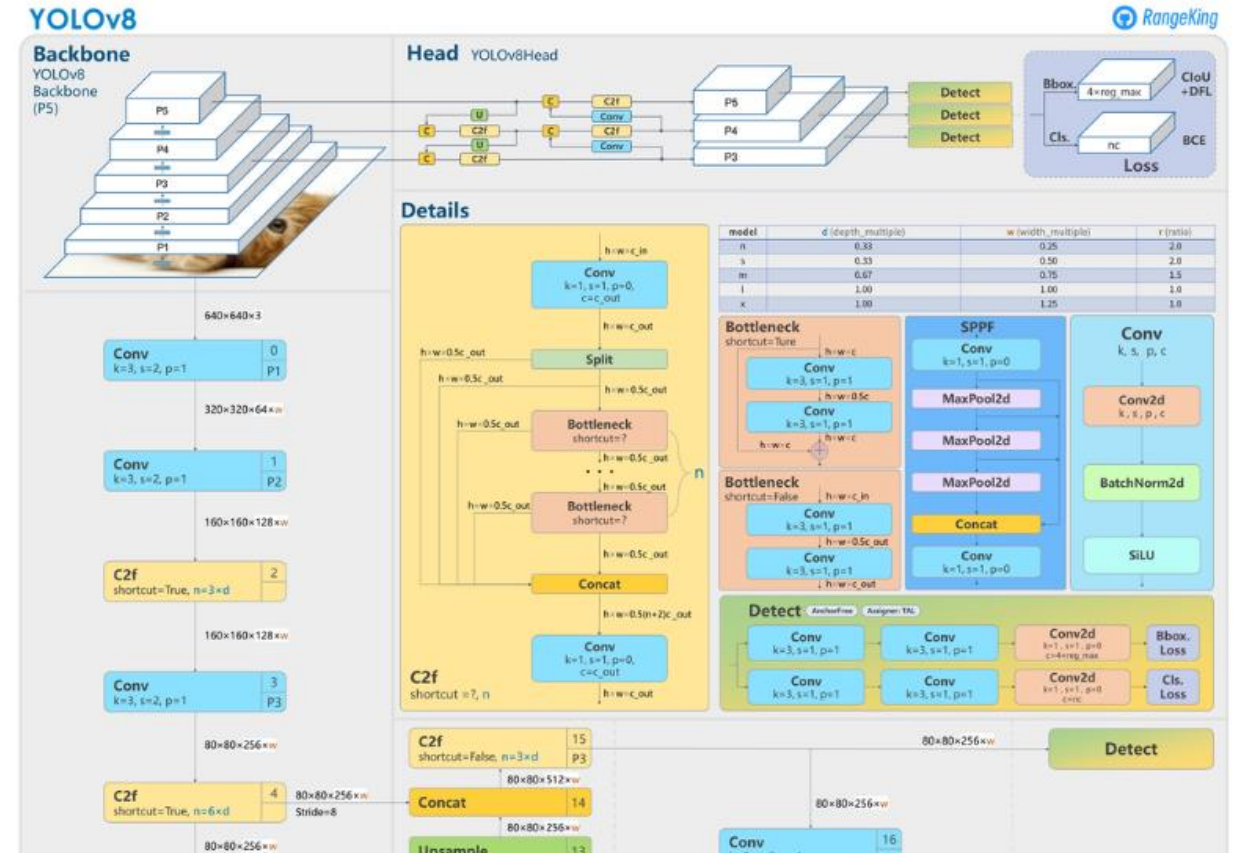 YOLOv8
RangeKing
Backbone
YOLOv8
Backbone
(P5)
P5
P4
P3
P2
P1
Head YOLOv8Head
C C2f
U Conv
C C2f C C2f
U Conv
C C2f
P5
P4
P3
Detect
Detect
Detect
Bbox.
4×reg_max
CIoU
+DFL
Cls.
nc
BCE
Loss
640×640×3
Conv 0
k=3, s=2, p=1 P1
320×320×64×w
Conv 1
k=3, s=2, p=1 P2
160×160×128×w
C2f 2
shortcut=True, n=3×d
160×160×128×w
Conv 3
k=3, s=2, p=1 P3
80×80×256×w
C2f 4
shortcut=True, n=6×d
80×80×256×w
Stride=8
80×80×256×w
Details
h×w×c_in
Conv
k=1, s=1, p=0,
c=c_out
h×w×c_out
h×w×0.5c_out
Split
h×w×0.5c_out
h×w×0.5c_out
h×w×0.5c_out
Bottleneck
shortcut=?
h×w×0.5c_out
...
n
h×w×0.5c_out
h×w×0.5c_out
Bottleneck
shortcut=?
h×w×0.5c_out
Concat
h×w×0.5(n+2)c_out
Conv
k=1, s=1, p=0,
c=c_out
C2f
shortcut =?, n
h×w×c_out
model d (depth_multiple) w (width_multiple) r (ratio)
n 0.33 0.25 2.0
s 0.33 0.50 2.0
m 0.67 0.75 1.5
l 1.00 1.00 1.0
x 1.00 1.25 1.0
Bottleneck
shortcut=Ture
h×w×c
Conv
k=3, s=1, p=1
h×w×0.5c
Conv
k=3, s=1, p=1
h×w×c
h×w×c
+
Bottleneck
shortcut=False
h×w×c_in
Conv
k=3, s=1, p=1
h×w×0.5c_out
Conv
k=3, s=1, p=1
h×w×c_out
SPPF
Conv
k=1, s=1, p=0
MaxPool2d
MaxPool2d
MaxPool2d
Concat
Conv
k=1, s=1, p=0
Conv
k, s, p, c
Conv2d
k, s, p, c
BatchNorm2d
SiLU
Detect AnchorFree Assigner: TAL
Conv
k=3, s=1, p=1
Conv
k=3, s=1, p=1
Conv2d
k=1, s=1, p=0
c=4×reg_max
Bbox.
Loss
Conv
k=3, s=1, p=1
Conv
k=3, s=1, p=1
Conv2d
k=1, s=1, p=0
c=nc
Cls.
Loss
C2f 15
shortcut=False, n=3×d P3
80×80×256×w
Detect
80×80×512×w
Concat 14
80×80×256×w
80×80×256×w
Upsample 13
Conv 16